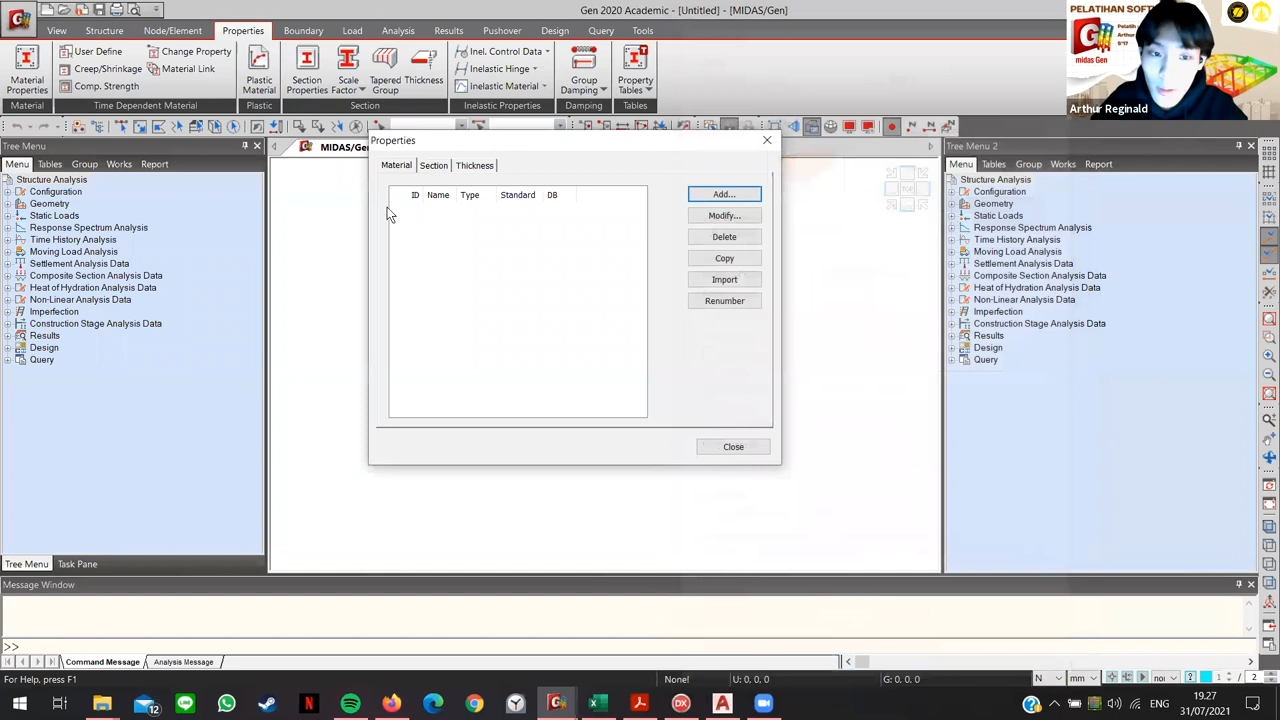 Gen 2020 Academic - [Untitled] - [MIDAS/Gen]
PELATIHAN SOFT
midas Gen
Arthur Reginald
View
Structure
Node/Element
Properties
Boundary
Load
Analysis
Results
Pushover
Design
Query
Tools
Material Properties
User Define
Creep/Shrinkage
Comp. Strength
Change Property
Material Link
Plastic Material
Section Properties
Scale Factor
Tapered Group
Thickness
Inel. Control Data
Inelastic Hinge
Inelastic Material
Group Damping
Property Tables
Material
Time Dependent Material
Plastic
Section
Inelastic Properties
Damping
Tables
Tree Menu
Menu
Tables
Group
Works
Report
Structure Analysis
Configuration
Geometry
Static Loads
Response Spectrum Analysis
Time History Analysis
Moving Load Analysis
Settlement Analysis Data
Composite Section Analysis Data
Heat of Hydration Analysis Data
Non-Linear Analysis Data
Imperfection
Construction Stage Analysis Data
Results
Design
Query
Tree Menu
Task Pane
MIDAS/Gen
Properties
Material
Section
Thickness
ID
Name
Type
Standard
DB
Add...
Modify...
Delete
Copy
Import
Renumber
Close
TOP
Tree Menu 2
Menu
Tables
Group
Works
Report
Structure Analysis
Configuration
Geometry
Static Loads
Response Spectrum Analysis
Time History Analysis
Moving Load Analysis
Settlement Analysis Data
Composite Section Analysis Data
Heat of Hydration Analysis Data
Non-Linear Analysis Data
Imperfection
Construction Stage Analysis Data
Results
Design
Query
Message Window
>>
Command Message
Analysis Message
For Help, press F1
None!
U: 0, 0, 0
G: 0, 0, 0
N
mm
nor
1
/ 2
12
ENG
19.27
31/07/2021